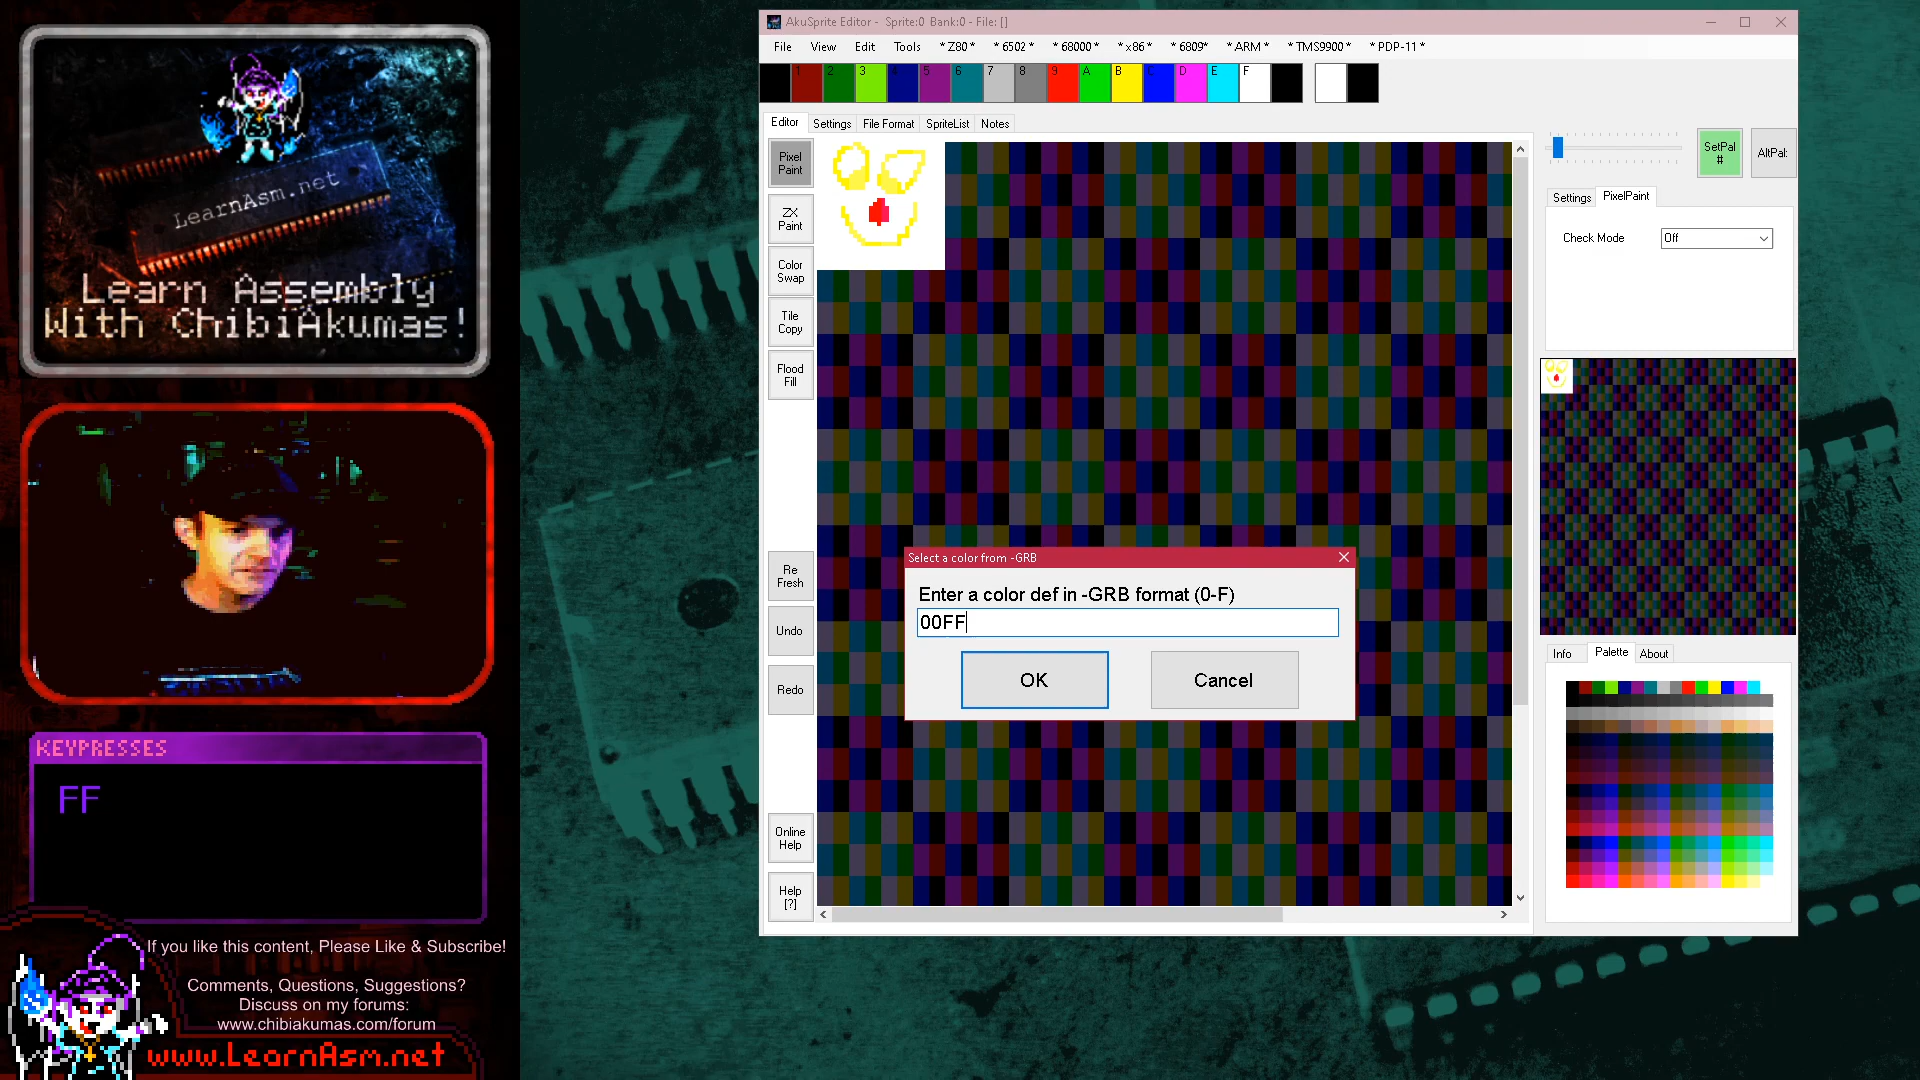 LearnAsm.net
Learn Assembly
With ChibiAkumas!
KEYPRESSES
FF
If you like this content, Please Like & Subscribe!
Comments, Questions, Suggestions?
Discuss on my forums:
www.chibiakumas.com/forum
www.LearnAsm.net
AkuSprite Editor - Sprite:0 Bank:0 - File: []
File View Edit Tools * Z80 * * 6502 * * 68000 * * x86 * * 6809* * ARM * * TMS9900 * * PDP-11 *
1 2 3 4 5 6 7 8 9 A B C D E F
Editor Settings File Format SpriteList Notes
Pixel
Paint
ZX
Paint
Color
Swap
Tile
Copy
Flood
Fill
Re
Fresh
Undo
Redo
Online
Help
Help
[?]
Select a color from -GRB
Enter a color def in -GRB format (0-F)
00FF
OK Cancel
SetPal
#
AltPal:
Settings PixelPaint
Check Mode Off
Info Palette About